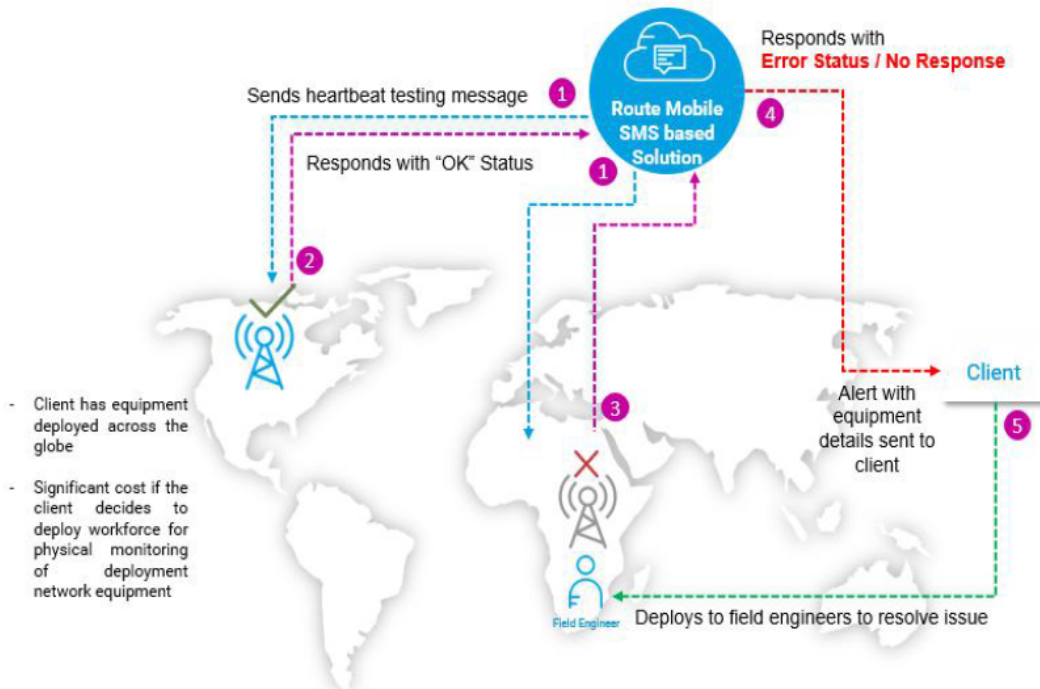 Responds with
Error Status / No Response
Sends heartbeat testing message
1
4
Route Mobile
SMS based
Solution
Responds with “OK” Status
1
2
Client
3
5
Alert with
equipment
details sent to
client
- Client has equipment
deployed across the
globe
- Significant cost if the
client decides to
deploy workforce for
physical monitoring
of deployment
network equipment
Field Engineer
Deploys to field engineers to resolve issue